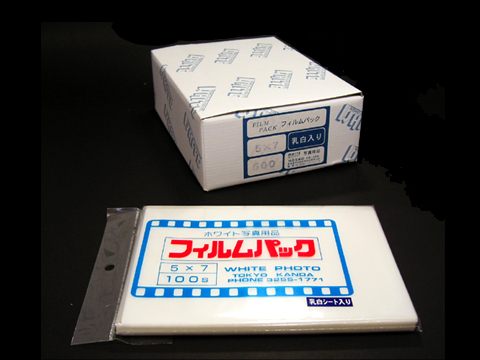 FILM PACK フィルムパック
5×7
乳白入り
500
ホワイト写真用品
フィルムパック
5×7
100s
WHITE PHOTO
TOKYO KANDA
PHONE 3255-1771
乳白シート入り